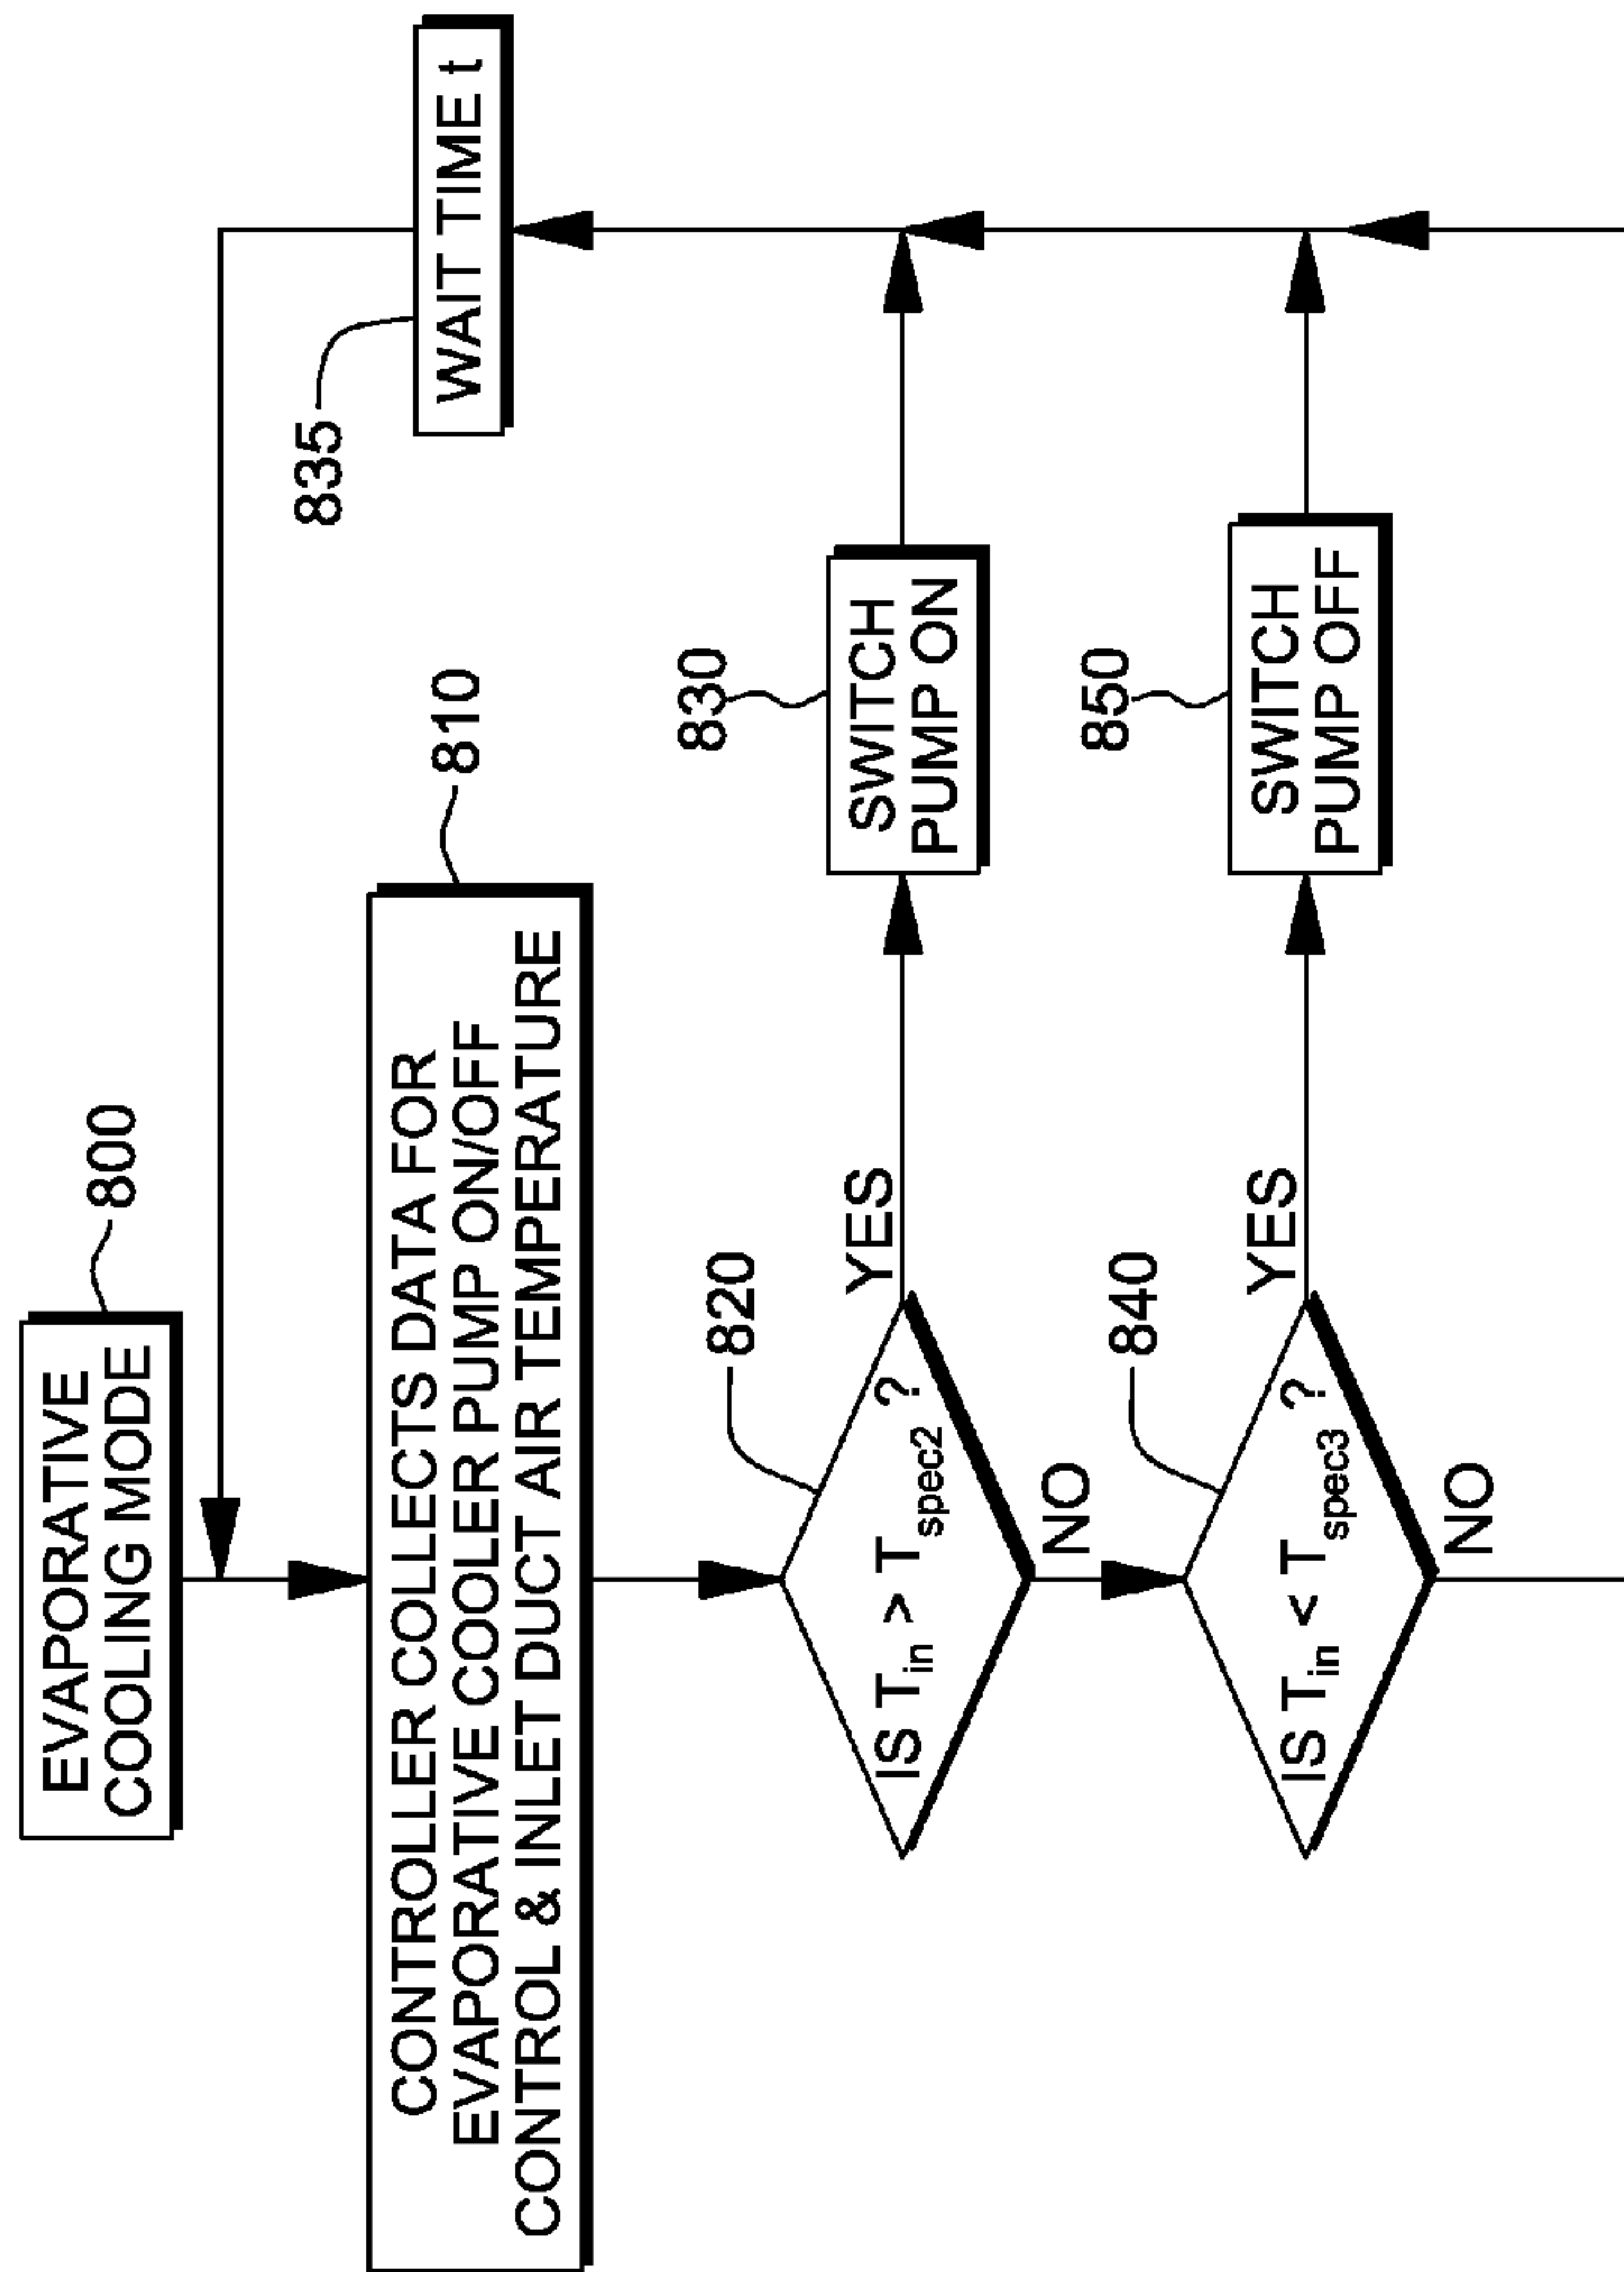 800
EVAPORATIVE
COOLING MODE
835
WAIT TIME t
810
CONTROLLER COLLECTS DATA FOR
EVAPORATIVE COOLER PUMP ON/OFF
CONTROL & INLET DUCT AIR TEMPERATURE
820
IS Tin > Tspec2 ?
YES
830
SWITCH
PUMP ON
NO
840
IS Tin < Tspec3 ?
YES
850
SWITCH
PUMP OFF
NO